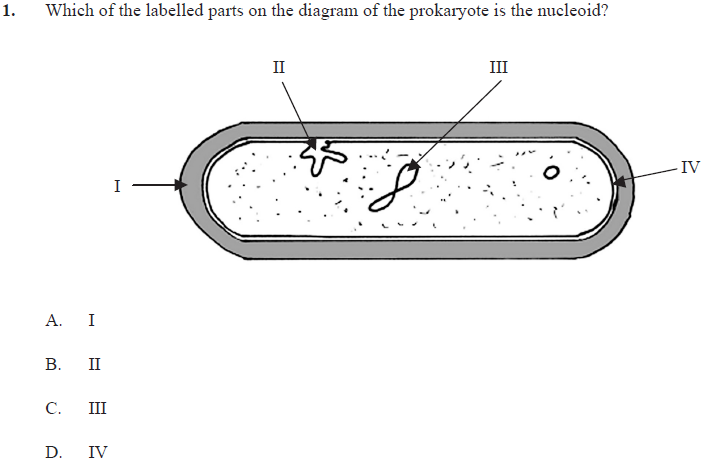 1. Which of the labelled parts on the diagram of the prokaryote is the nucleoid?
II III
IV
I
A. I
B. II
C. III
D. IV